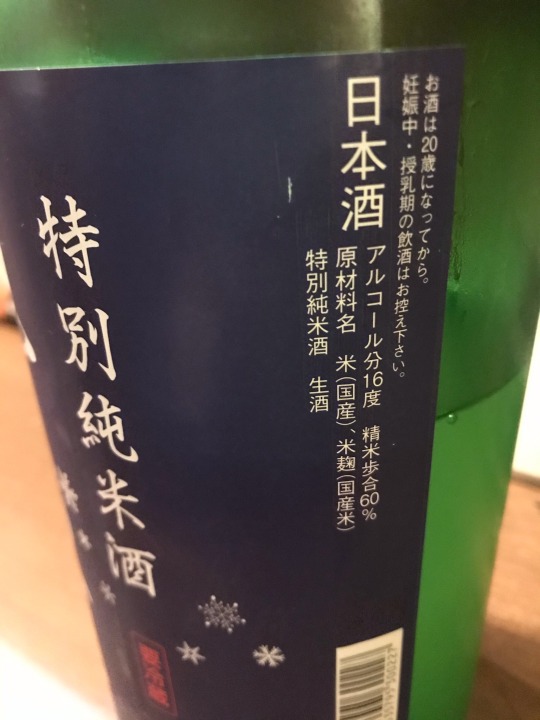 お酒は20歳になってから。
妊娠中・授乳期の飲酒はお控え下さい。
日本酒
アルコール分16度 精米歩合60%
原材料名 米(国産)、米麹(国産米)
特別純米酒 生酒
特別純米酒
要冷蔵